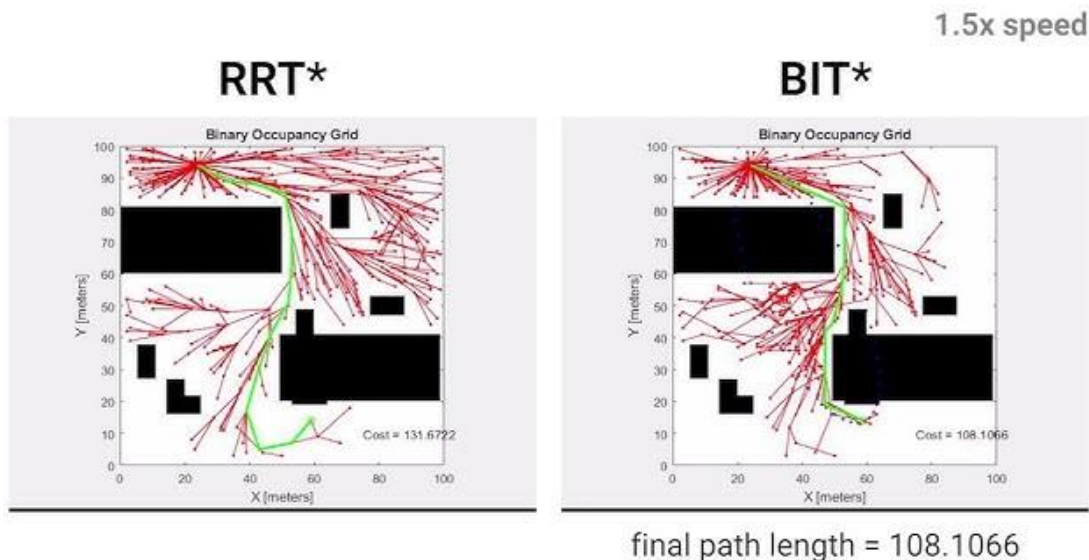 1.5x speed
RRT*
BIT*
Binary Occupancy Grid
100
90
80
70
60
50
40
30
20
10
0
Y [meters]
Cost = 131.6722
0 20 40 60 80 100
X [meters]
Binary Occupancy Grid
100
90
80
70
60
50
40
30
20
10
0
Y [meters]
Cost = 108.1066
0 20 40 60 80 100
X [meters]
final path length = 108.1066